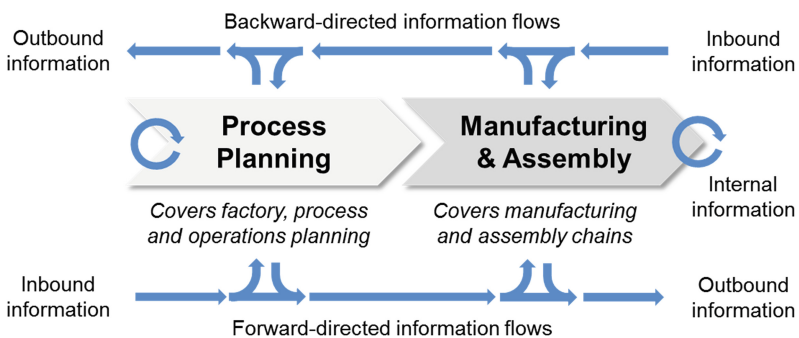 Backward-directed information flows
Outbound
information
Inbound
information
Process
Planning
Manufacturing
& Assembly
Covers factory, process
and operations planning
Covers manufacturing
and assembly chains
Internal
information
Inbound
information
Outbound
information
Forward-directed information flows